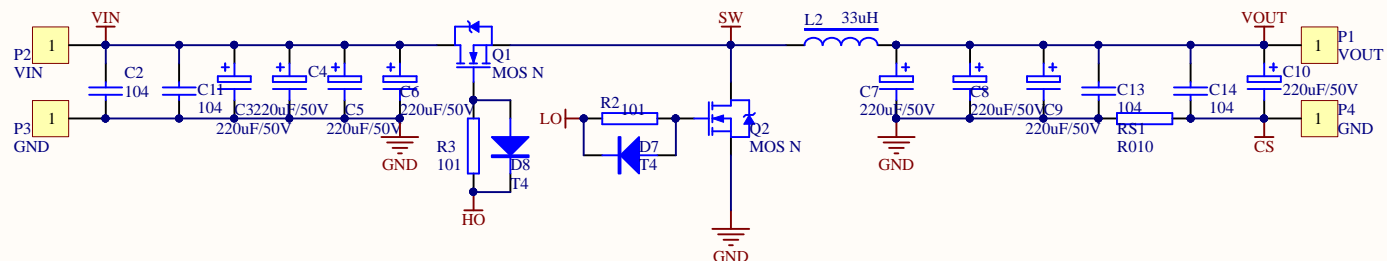 VIN
P2
1
VIN
P3
1
GND
C2
104
C11
104
C3
220uF/50V
C4
220uF/50V
C5
220uF/50V
C6
220uF/50V
GND
Q1
MOS N
R3
101
D8
T4
HO
LO
R2
101
D7
T4
SW
Q2
MOS N
GND
L2
33uH
C7
220uF/50V
GND
C8
220uF/50V
C9
220uF/50V
C13
104
RS1
R010
C14
104
VOUT
C10
220uF/50V
CS
1
P1
VOUT
1
P4
GND